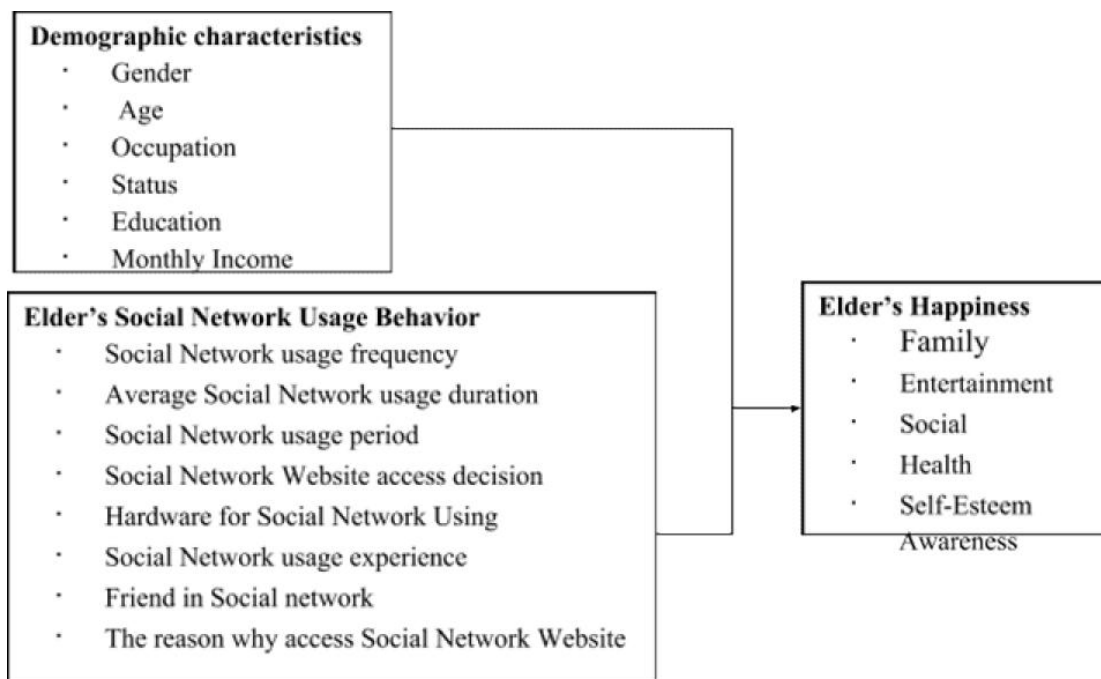 Demographic characteristics
· Gender
· Age
· Occupation
· Status
· Education
· Monthly Income
Elder’s Social Network Usage Behavior
· Social Network usage frequency
· Average Social Network usage duration
· Social Network usage period
· Social Network Website access decision
· Hardware for Social Network Using
· Social Network usage experience
· Friend in Social network
· The reason why access Social Network Website
Elder’s Happiness
· Family
· Entertainment
· Social
· Health
· Self-Esteem
Awareness